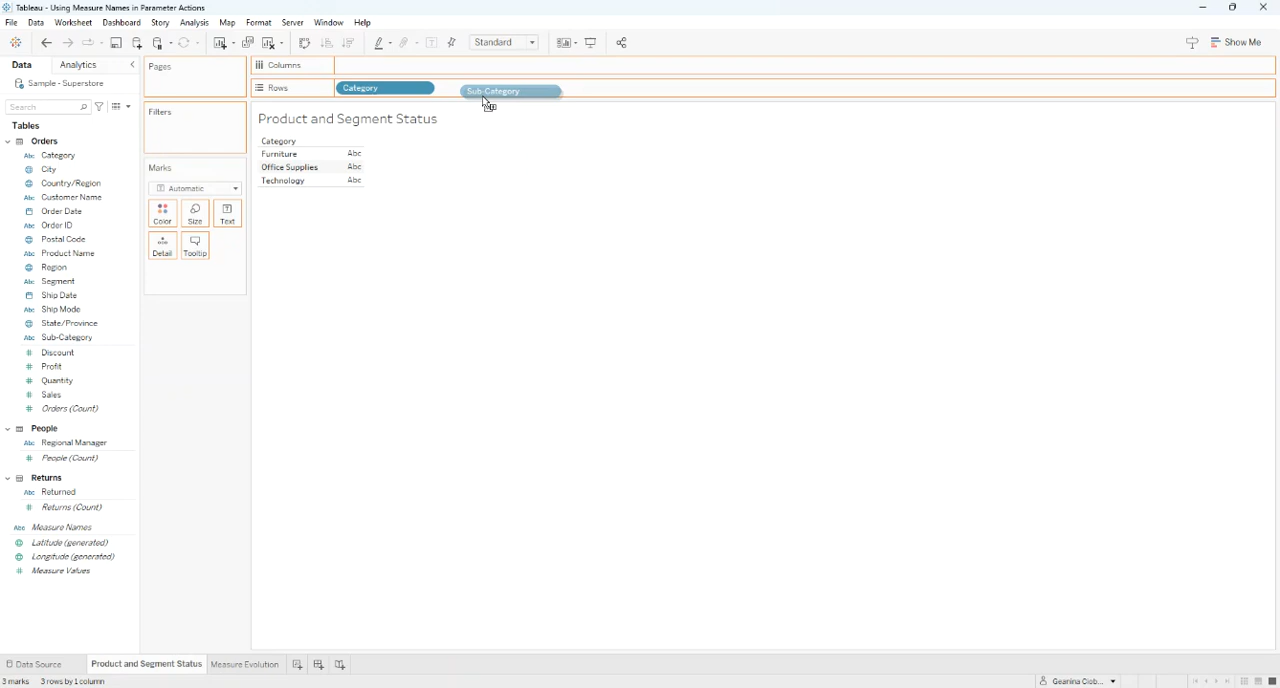 Tableau - Using Measure Names in Parameter Actions
File Data Worksheet Dashboard Story Analysis Map Format Server Window Help
Standard
Show Me
Data Analytics
Pages
Columns
Sample - Superstore
Rows
Category
Sub-Category
Search
Filters
Tables
Product and Segment Status
Orders
Category
Category
Furniture Abc
Office Supplies Abc
Technology Abc
City
Country/Region
Customer Name
Order Date
Order ID
Postal Code
Product Name
Region
Segment
Ship Date
Ship Mode
State/Province
Sub-Category
Discount
Profit
Quantity
Sales
Orders (Count)
People
Regional Manager
People (Count)
Returns
Returned
Returns (Count)
Measure Names
Latitude (generated)
Longitude (generated)
Measure Values
Marks
Automatic
Color Size Text
Detail Tooltip
Data Source Product and Segment Status Measure Evolution
3 marks 3 rows by 1 column
Geanina Ciob...